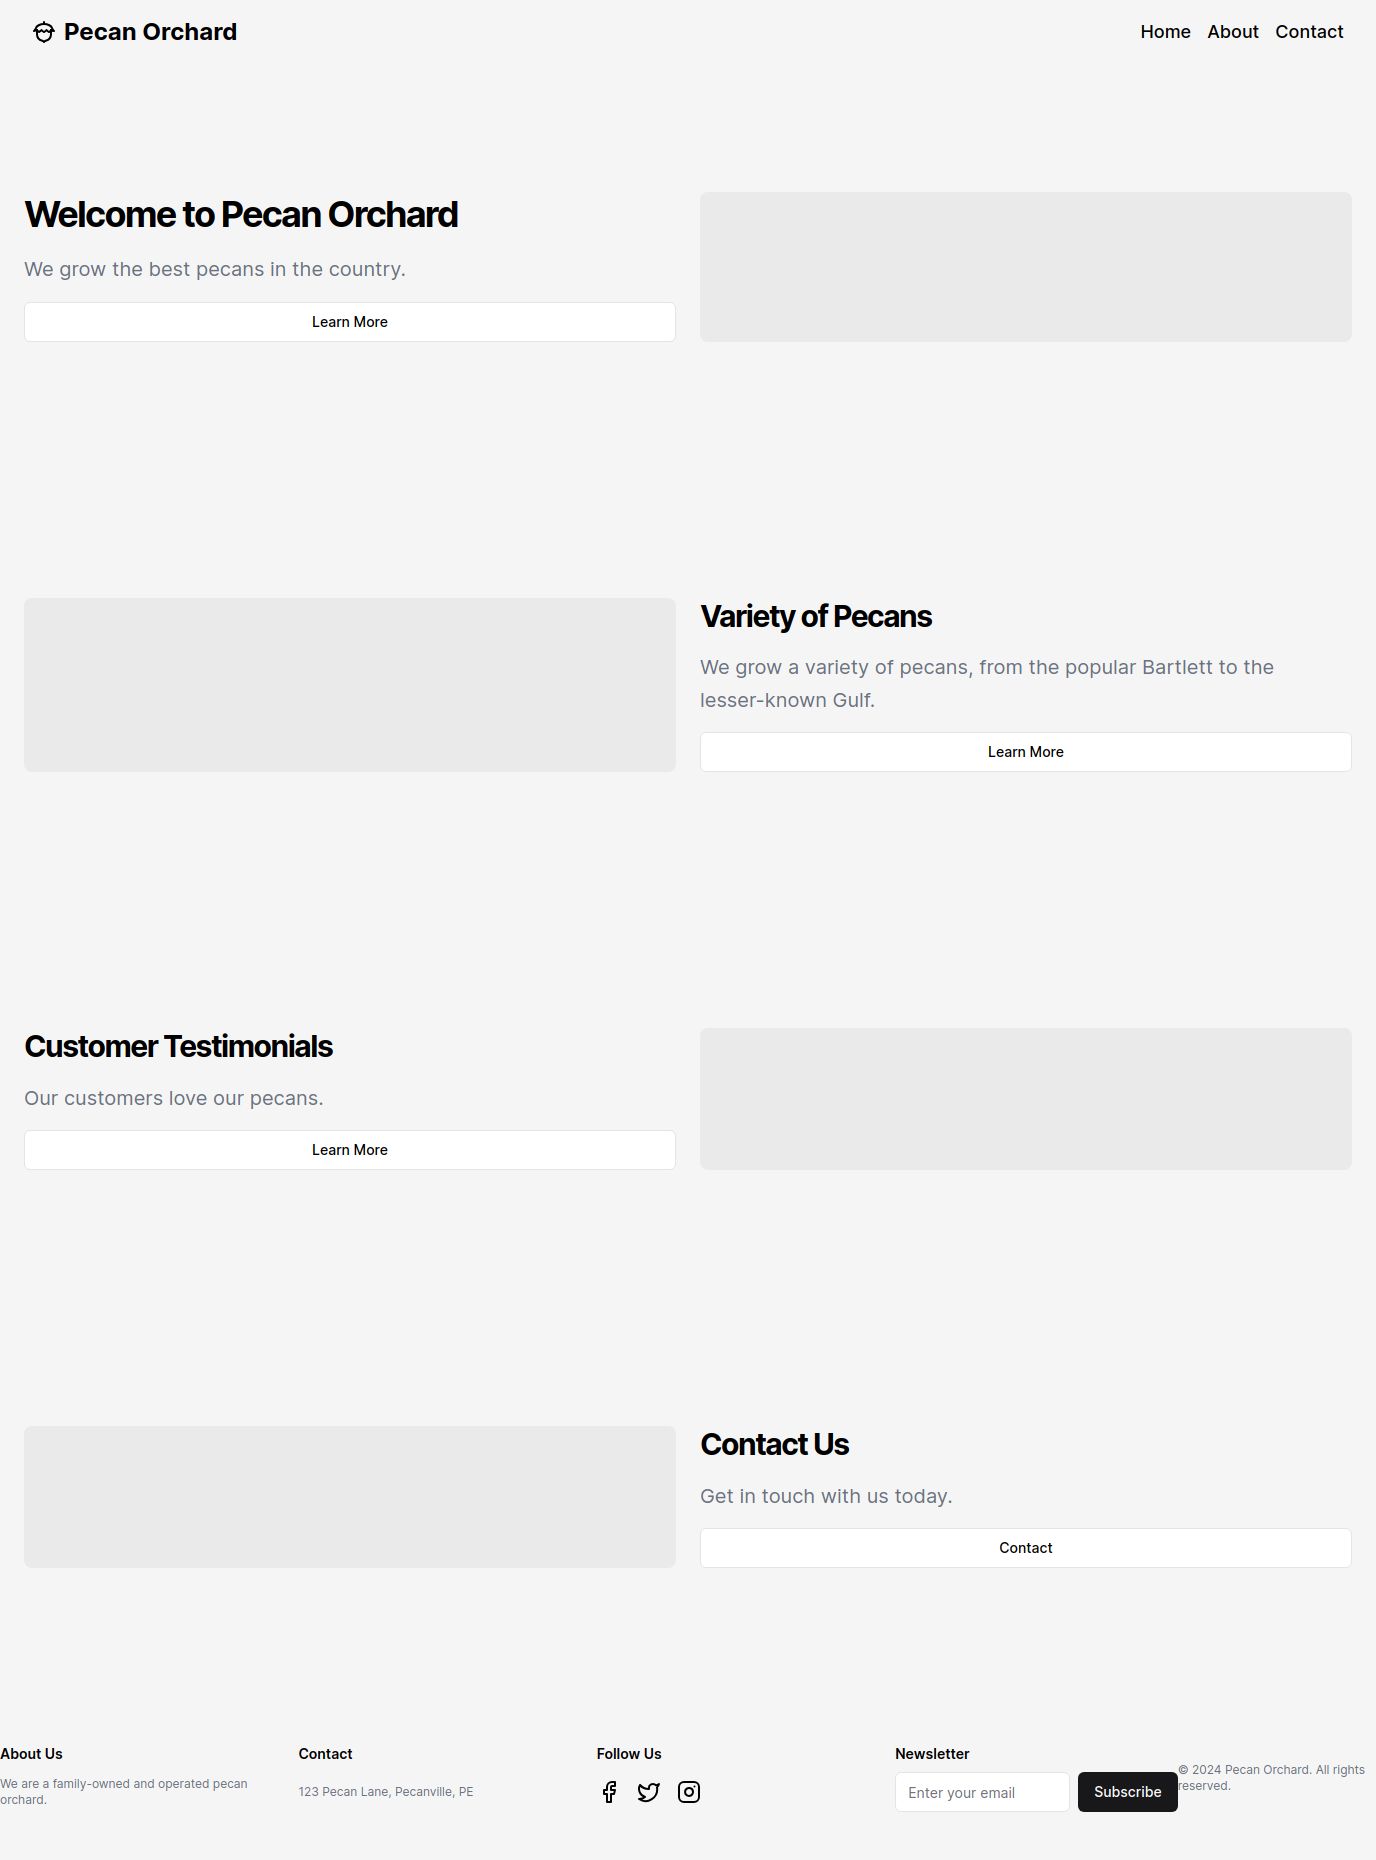 Pecan Orchard
Home About Contact
Welcome to Pecan Orchard
We grow the best pecans in the country.
Learn More
Variety of Pecans
We grow a variety of pecans, from the popular Bartlett to the
lesser-known Gulf.
Learn More
Customer Testimonials
Our customers love our pecans.
Learn More
Contact Us
Get in touch with us today.
Contact
About Us
We are a family-owned and operated pecan
orchard.
Contact
123 Pecan Lane, Pecanville, PE
Follow Us
Newsletter
Enter your email
Subscribe
© 2024 Pecan Orchard. All rights
reserved.